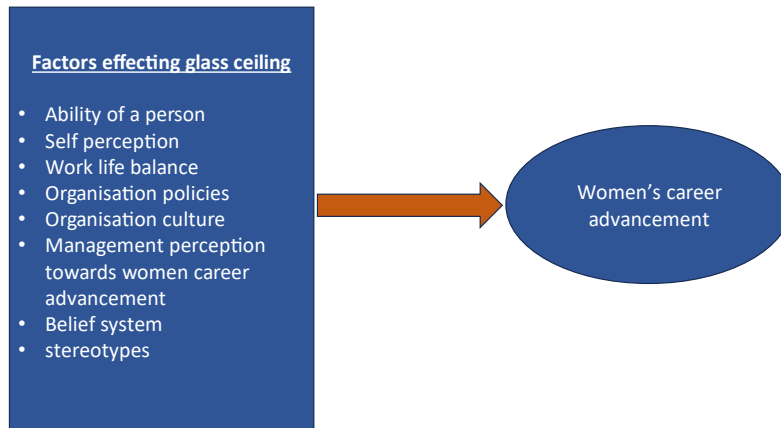 Factors effecting glass ceiling
• Ability of a person
• Self perception
• Work life balance
• Organisation policies
• Organisation culture
• Management perception
towards women career
advancement
• Belief system
• stereotypes
Women's career
advancement